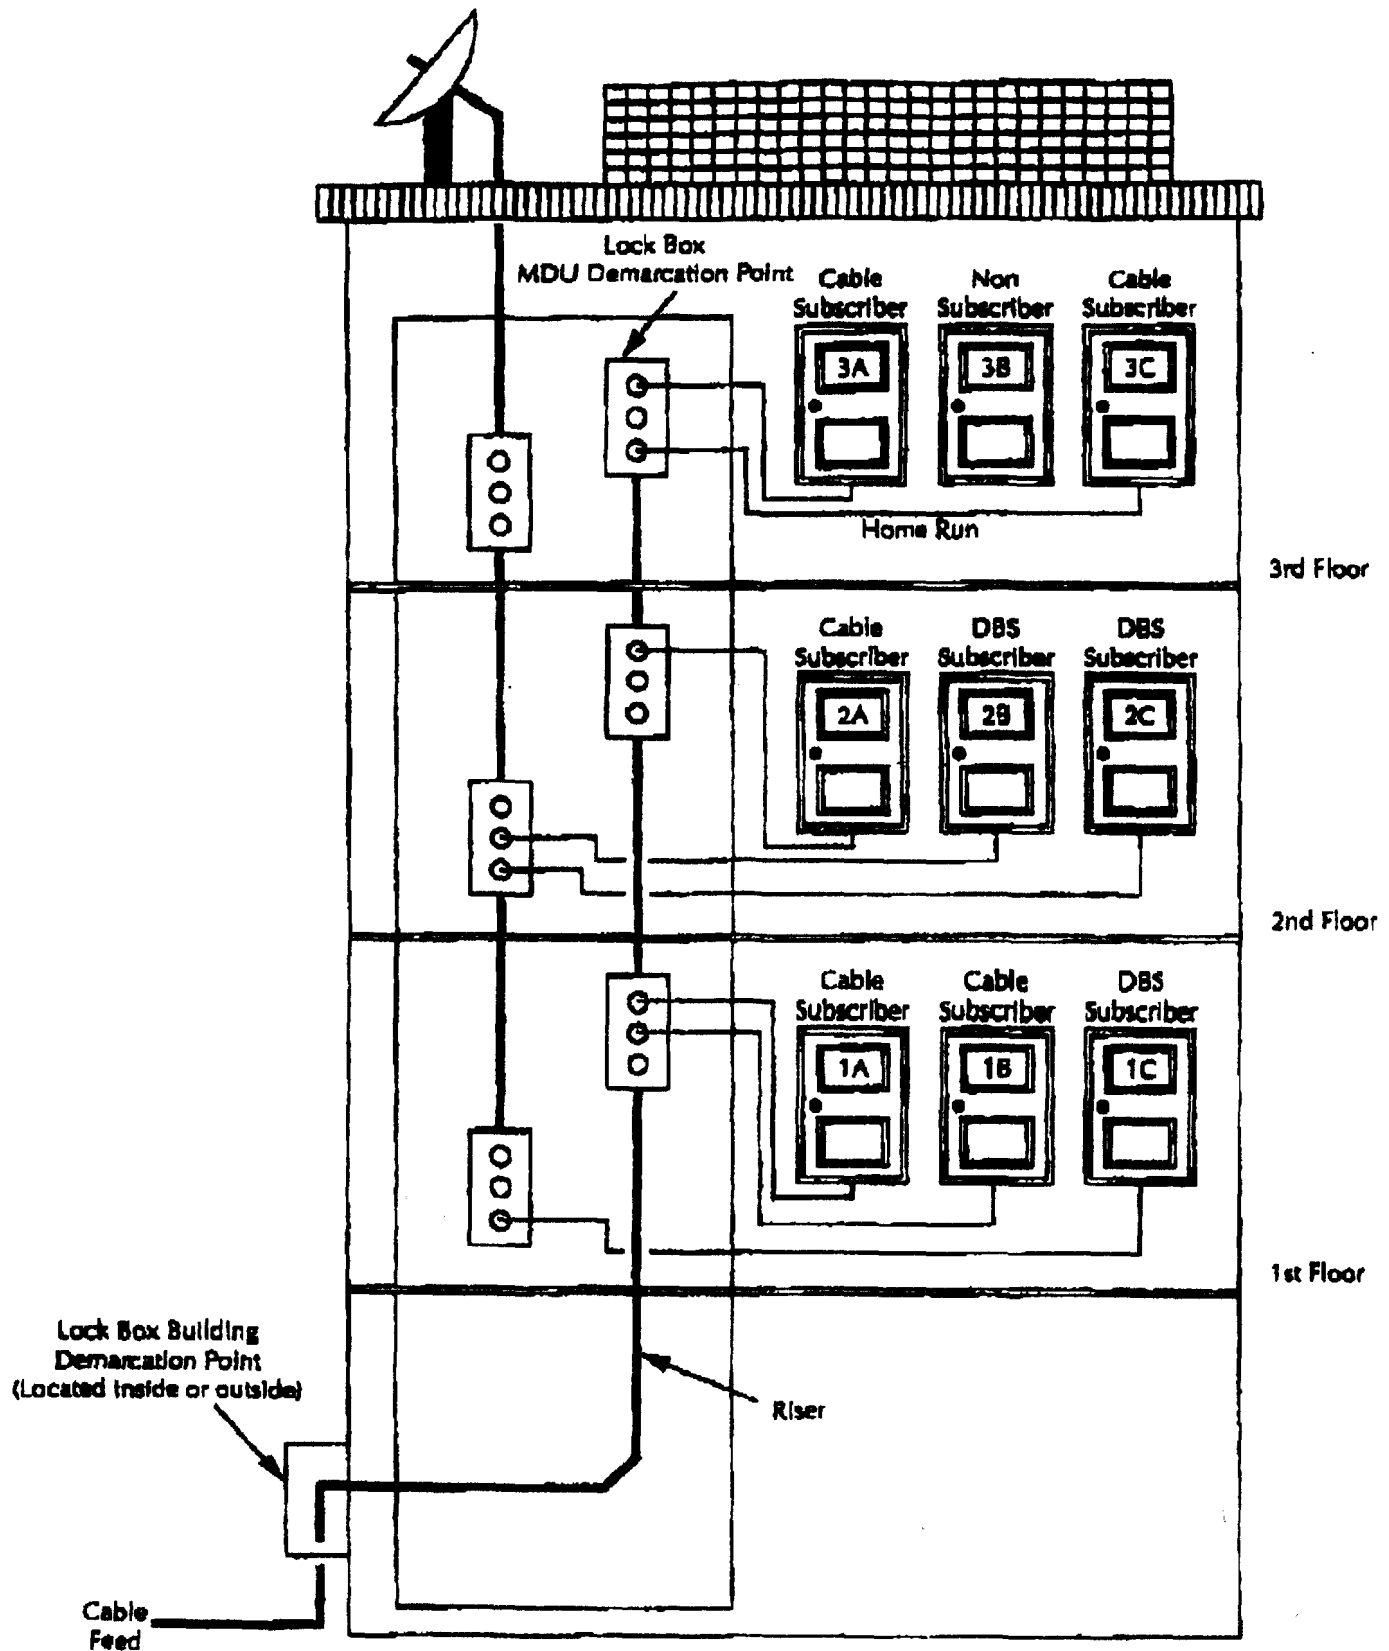 Lock Box
MDU Demarcation Point
Cable
Subscriber
Non
Subscriber
Cable
Subscriber
3A
3B
3C
Home Run
3rd Floor
Cable
Subscriber
DBS
Subscriber
DBS
Subscriber
2A
2B
2C
2nd Floor
Cable
Subscriber
Cable
Subscriber
DBS
Subscriber
1A
1B
1C
1st Floor
Lock Box Building
Demarcation Point
(Located inside or outside)
Riser
Cable
Feed